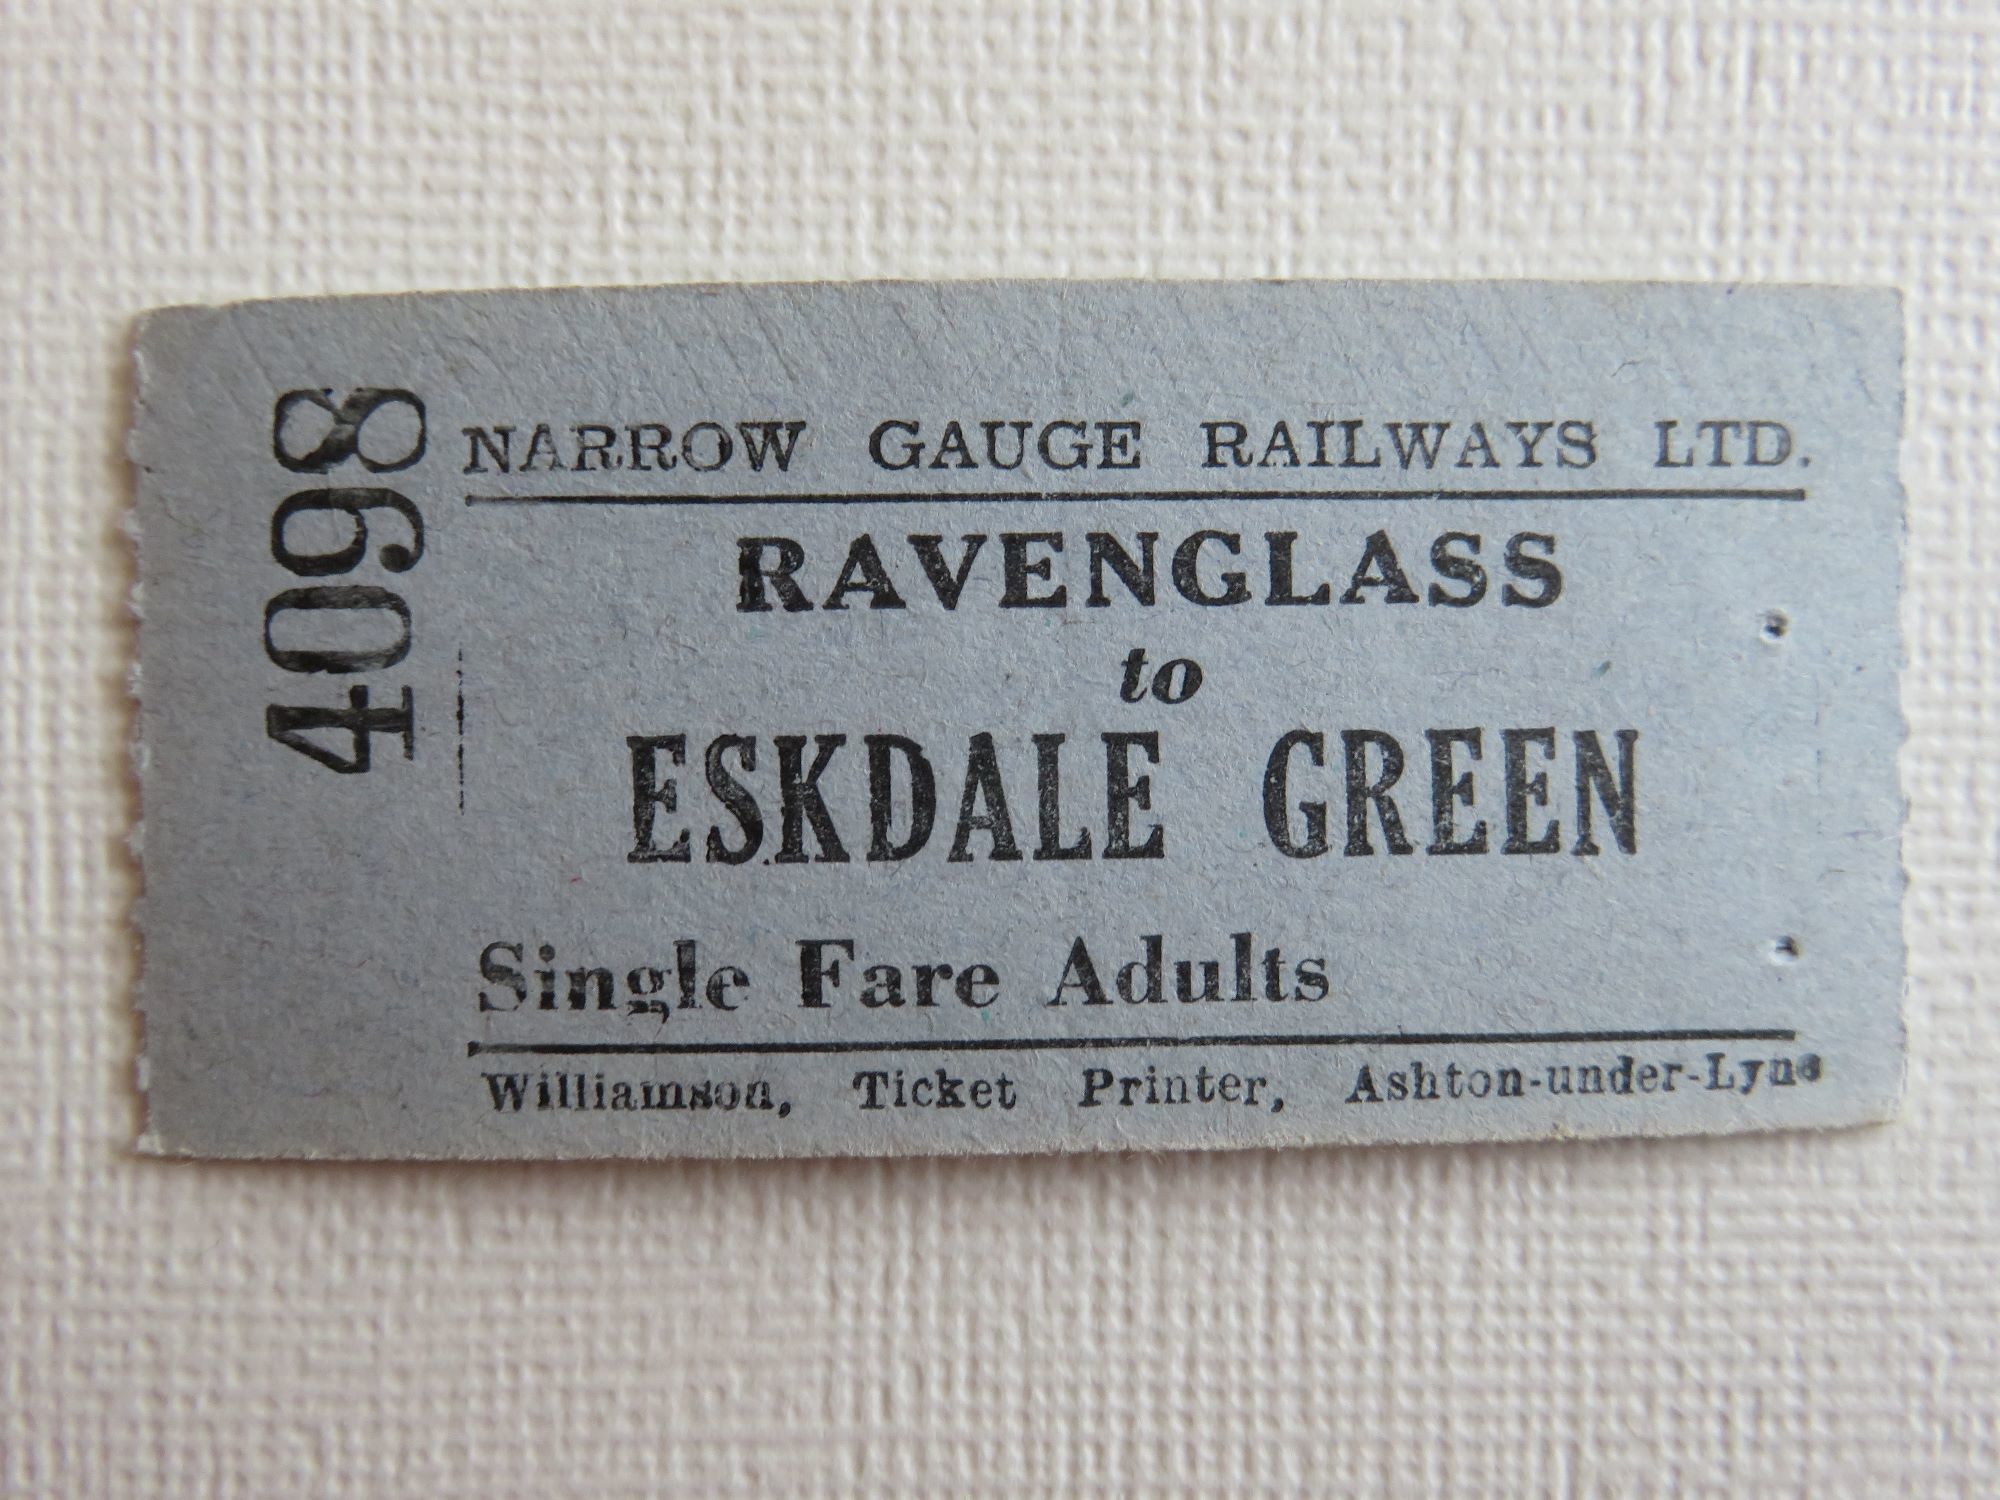 4098
NARROW GAUGE RAILWAYS LTD.
RAVENGLASS
to
ESKDALE GREEN
Single Fare Adults
Williamson, Ticket Printer, Ashton-under-Lyne